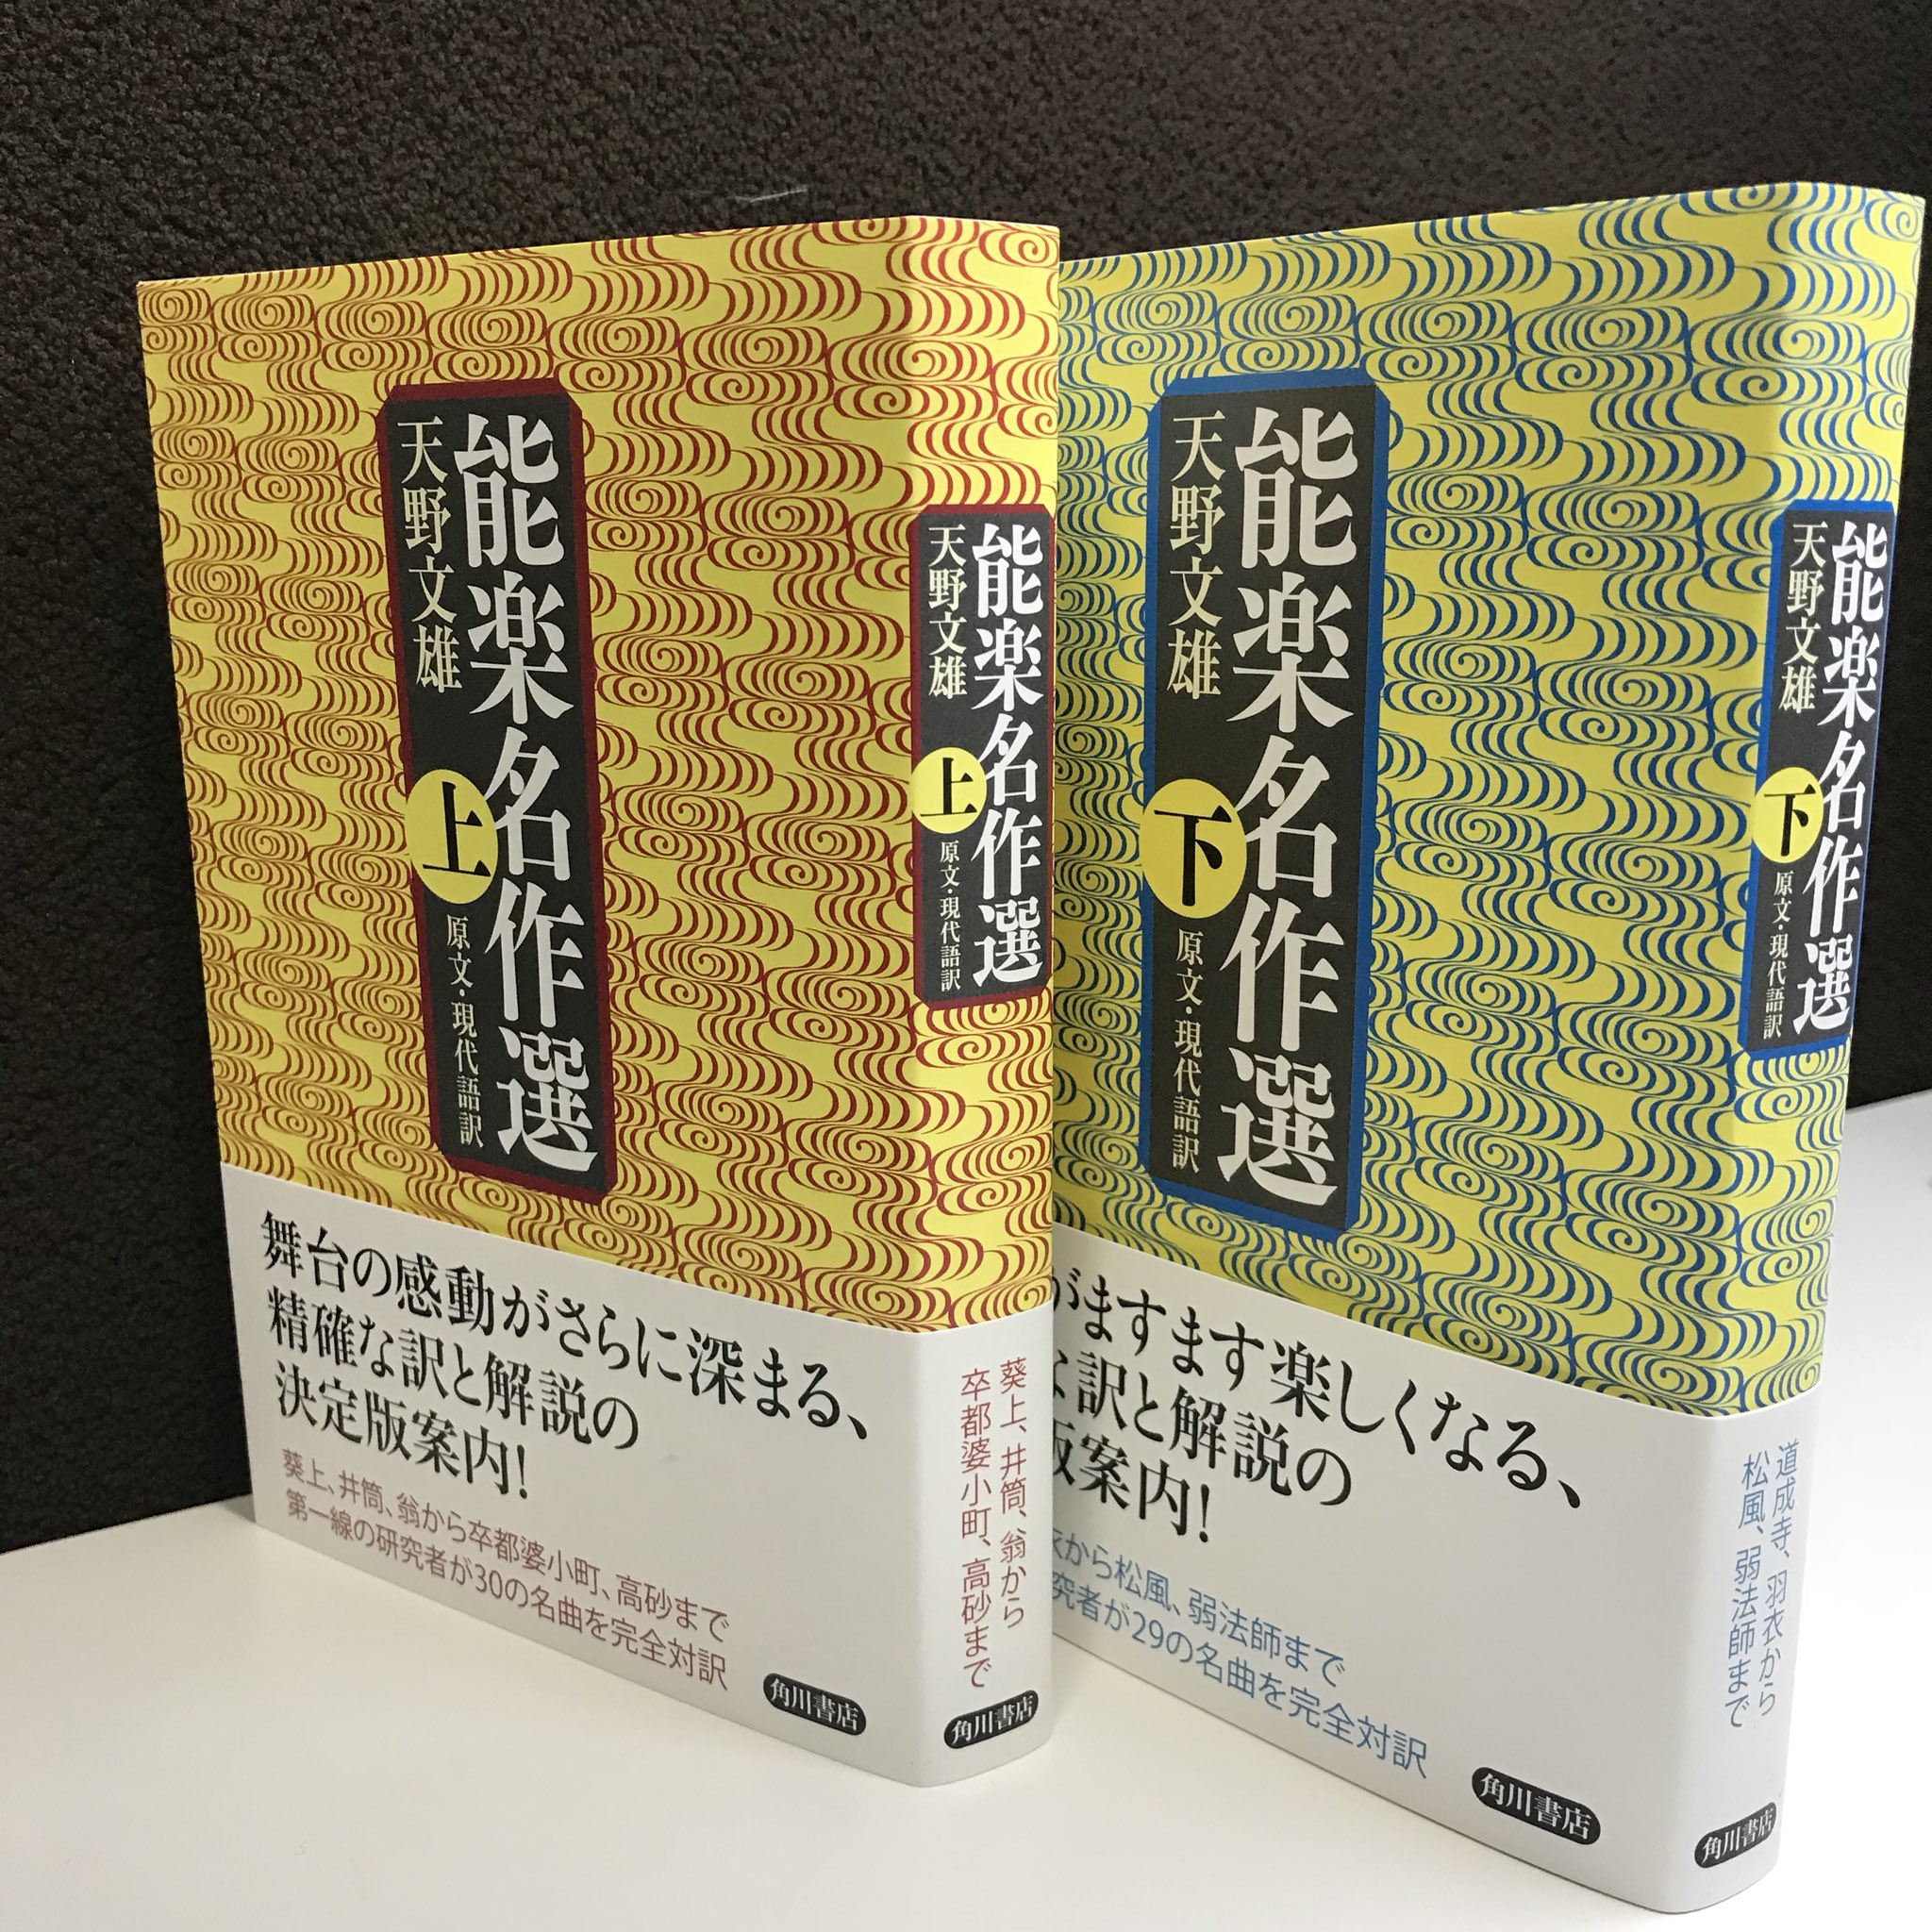 能楽名作選
天野文雄
上
原文・現代語訳
舞台の感動がさらに深まる、
精確な訳と解説の
決定版案内!
葵上、井筒、翁から卒都婆小町、高砂まで
第一線の研究者が30の名曲を完全対訳
角川書店
能楽名作選
天野文雄
上
原文・現代語訳
葵上、井筒、翁から
卒都婆小町、高砂まで
角川書店
能楽名作選
天野文雄
下
原文・現代語訳
がますます楽しくなる、
な訳と解説の
版案内!
衣から松風、弱法師まで
究者が29の名曲を完全対訳
角川書店
能楽名作選
天野文雄
下
原文・現代語訳
道成寺、羽衣から
松風、弱法師まで
角川書店